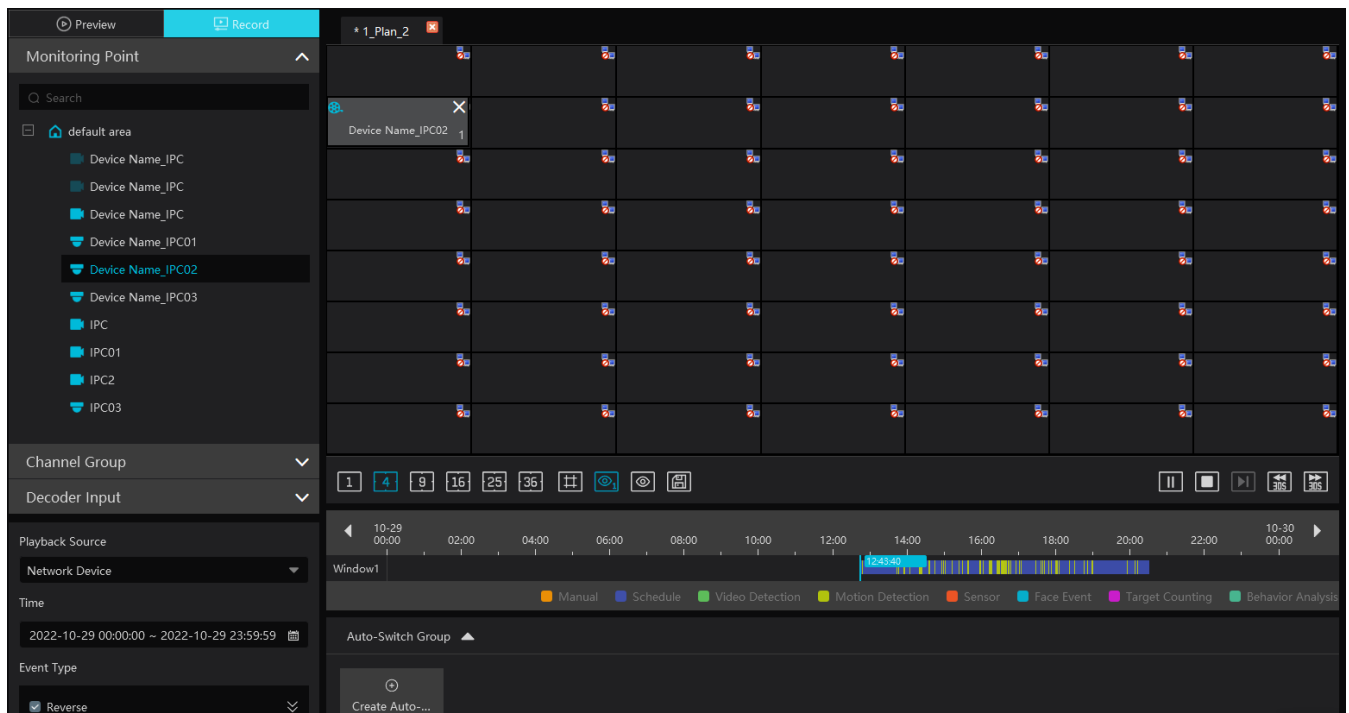 Preview
Record
Monitoring Point
Search
default area
Device Name_IPC
Device Name_IPC
Device Name_IPC
Device Name_IPC01
Device Name_IPC02
Device Name_IPC03
IPC
IPC01
IPC2
IPC03
Channel Group
Decoder Input
Playback Source
Network Device
Time
2022-10-29 00:00:00 ~ 2022-10-29 23:59:59
Event Type
Reverse
* 1_Plan_2
Device Name_IPC02 1
1 4 9 16 25 36 1 30S 30S
10-29 10-30
00:00 02:00 04:00 06:00 08:00 10:00 12:00 14:00 16:00 18:00 20:00 22:00 00:00
Window1 12:43:40
Manual Schedule Video Detection Motion Detection Sensor Face Event Target Counting Behavior Analysis
Auto-Switch Group
Create Auto-...